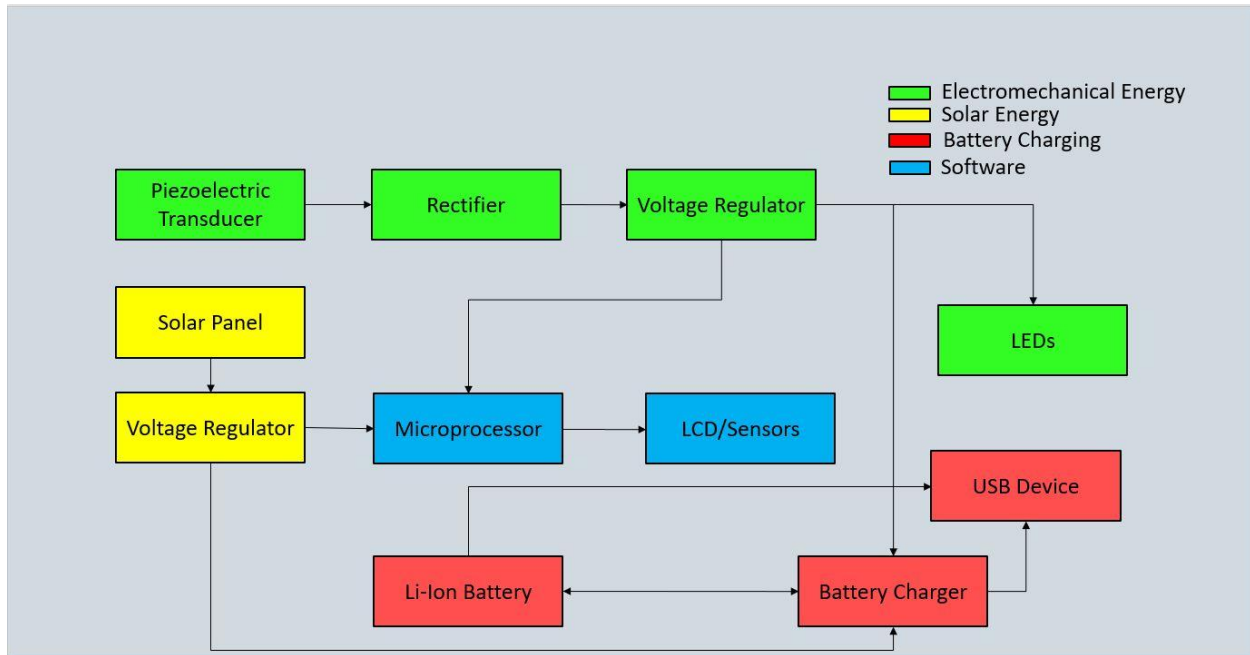 Electromechanical Energy
Solar Energy
Battery Charging
Software
Piezoelectric
Transducer
Rectifier
Voltage Regulator
Solar Panel
LEDs
Voltage Regulator
Microprocessor
LCD/Sensors
USB Device
Li-Ion Battery
Battery Charger